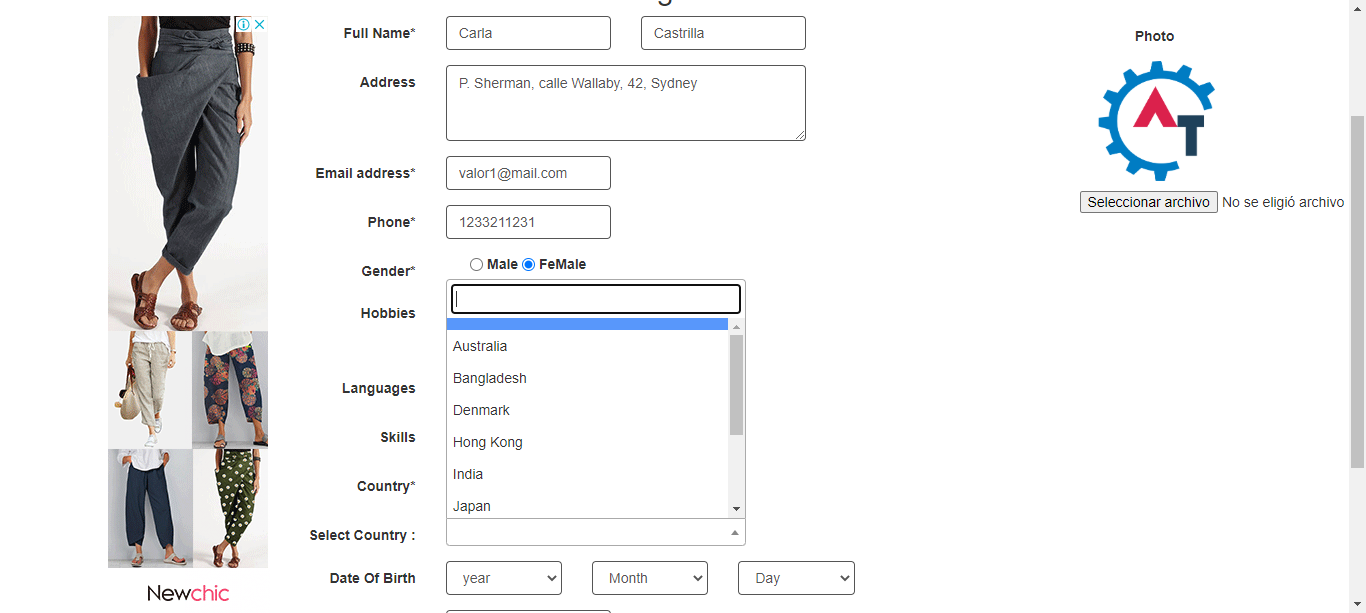 Full Name* Carla Castrilla
Photo
Address P. Sherman, calle Wallaby, 42, Sydney
AT
Email address* valor1@mail.com
Seleccionar archivo No se eligió archivo
Phone* 1233211231
Gender* Male FeMale
Hobbies
Australia
Bangladesh
Languages
Denmark
Skills
Hong Kong
India
Country*
Japan
Select Country :
Date Of Birth year Month Day
Newchic